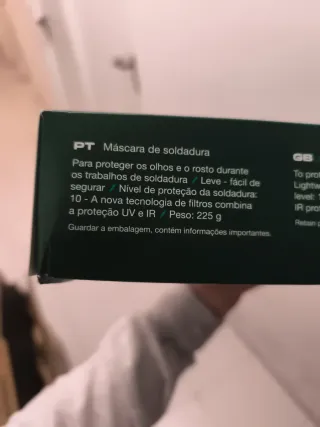 PT Máscara de soldadura
Para proteger os olhos e o rosto durante
os trabalhos de soldadura / Leve - fácil de
segurar / Nível de proteção da soldadura:
10 - A nova tecnologia de filtros combina
a proteção UV e IR / Peso: 225 g
Guardar a embalagem, contém informações importantes.
GB
To
Lightw
level:
IR pro
Retain